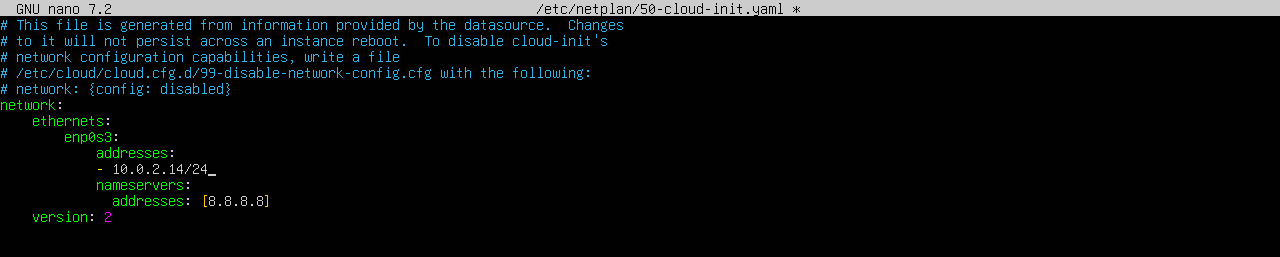 GNU nano 7.2 /etc/netplan/50-cloud-init.yaml *
# This file is generated from information provided by the datasource.  Changes
# to it will not persist across an instance reboot.  To disable cloud-init's
# network configuration capabilities, write a file
# /etc/cloud/cloud.cfg.d/99-disable-network-config.cfg with the following:
# network: {config: disabled}
network:
    ethernets:
        enp0s3:
            addresses:
            - 10.0.2.14/24
            nameservers:
              addresses: [8.8.8.8]
    version: 2